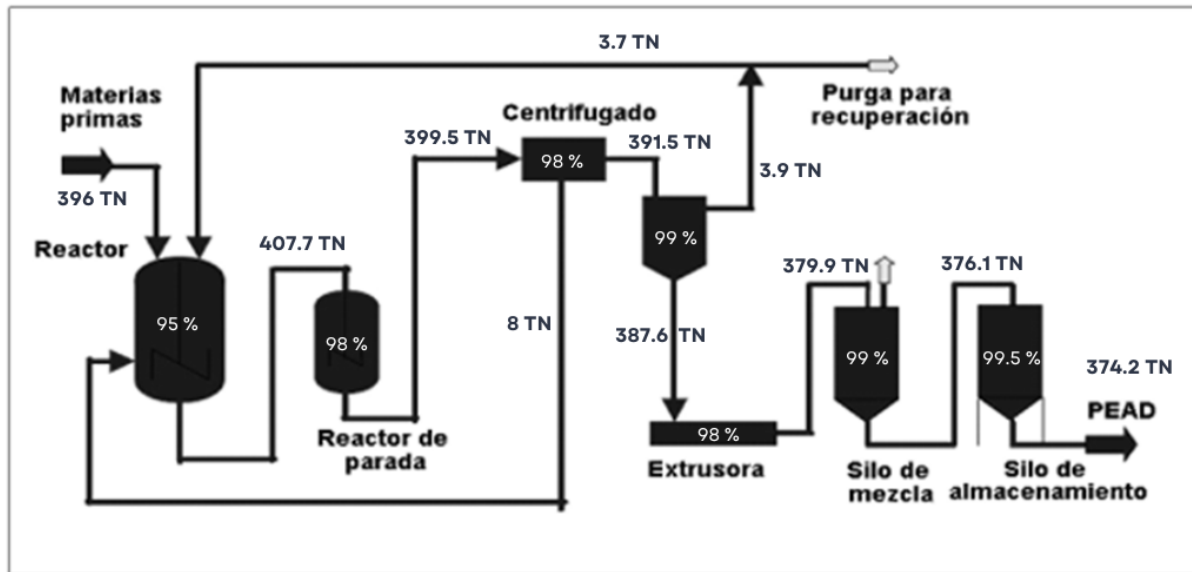 3.7 TN
Materias
primas
Purga para
recuperación
Centrifugado
399.5 TN
98 %
391.5 TN
3.9 TN
396 TN
Reactor
407.7 TN
99 %
379.9 TN
376.1 TN
95 %
98 %
8 TN
387.6 TN
99 %
99.5 %
374.2 TN
PEAD
98 %
Reactor de
parada
Extrusora
Silo de
mezcla
Silo de
almacenamiento